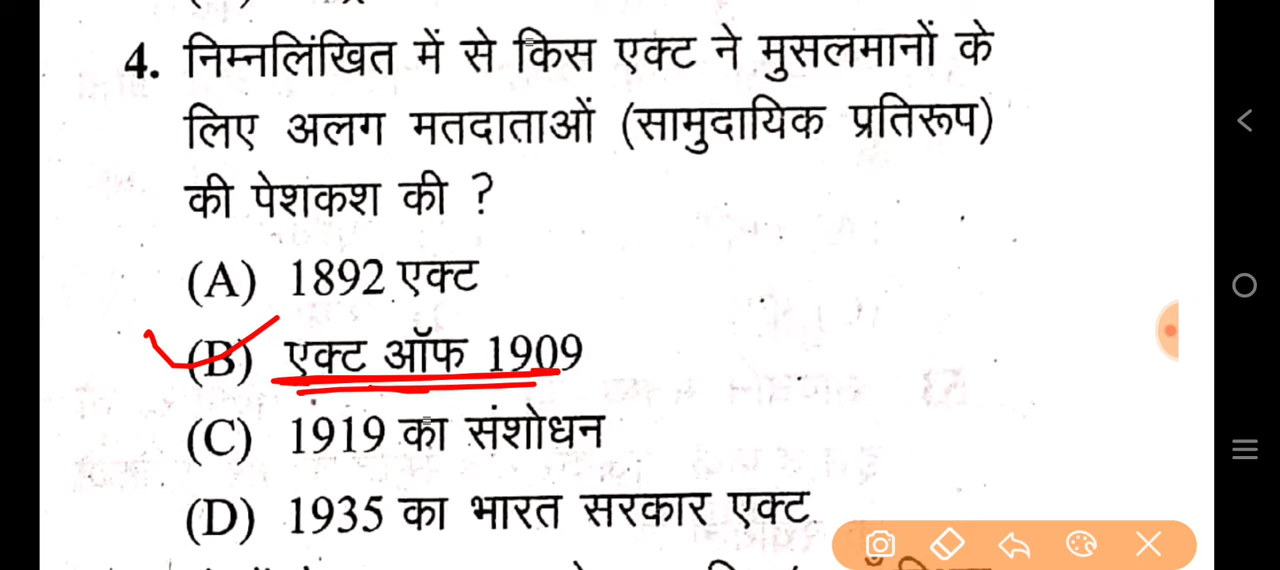 4. निम्नलिंखित में से किस एक्ट ने मुसलमानों के
लिए अलग मतदाताओं (सामुदायिक प्रतिरूप)
की पेशकश की ?
(A) 1892 एक्ट
(B) एक्ट ऑफ 1909
(C) 1919 का संशोधन
(D) 1935 का भारत सरकार एक्ट